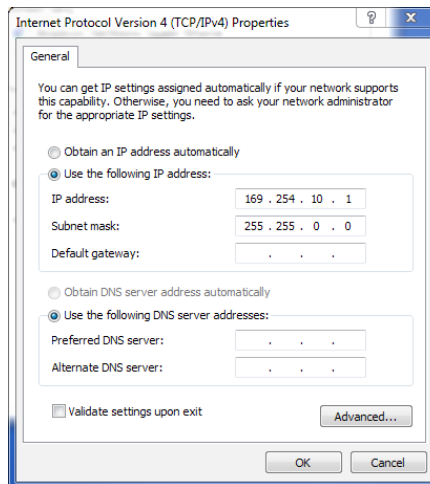 Internet Protocol Version 4 (TCP/IPv4) Properties
? X
General
You can get IP settings assigned automatically if your network supports
this capability. Otherwise, you need to ask your network administrator
for the appropriate IP settings.
Obtain an IP address automatically
Use the following IP address:
IP address: 169 . 254 . 10 . 1
Subnet mask: 255 . 255 . 0 . 0
Default gateway: . . .
Obtain DNS server address automatically
Use the following DNS server addresses:
Preferred DNS server: . . .
Alternate DNS server: . . .
Validate settings upon exit
Advanced...
OK Cancel